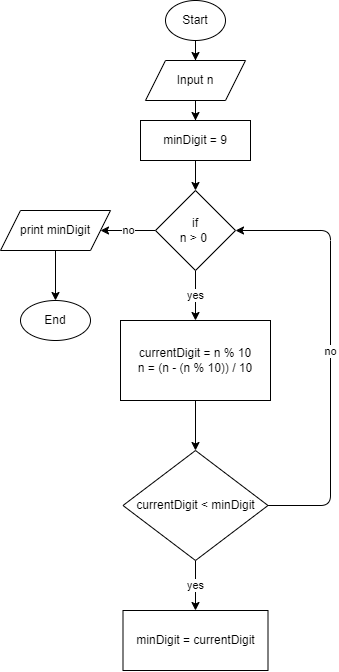 Start
Input n
minDigit = 9
if
n > 0
no
print minDigit
End
yes
currentDigit = n % 10
n = (n - (n % 10)) / 10
no
currentDigit < minDigit
yes
minDigit = currentDigit